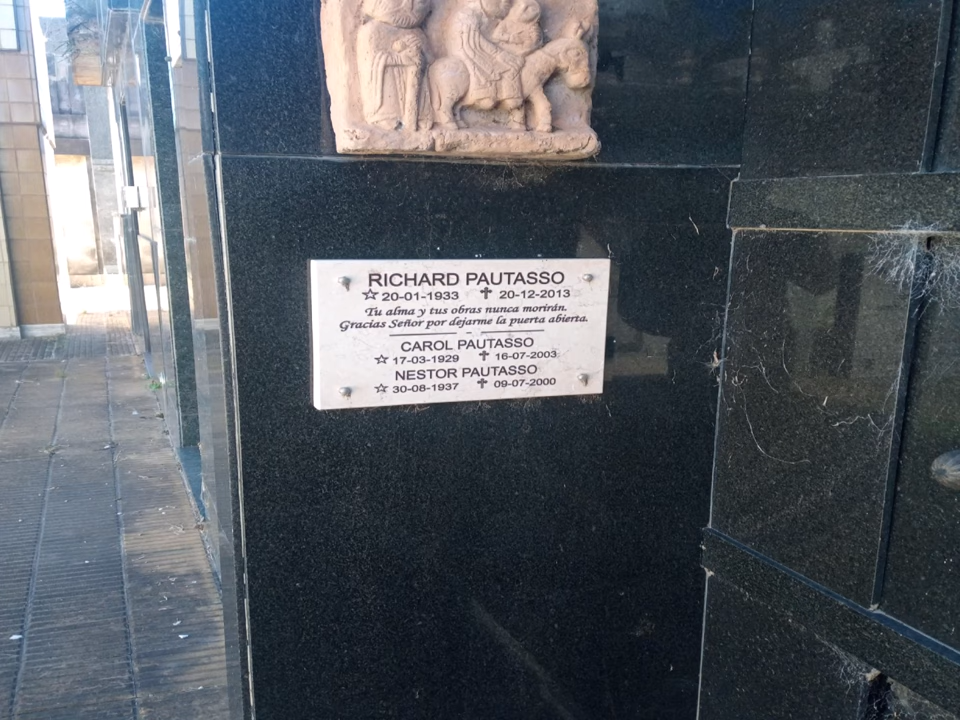 RICHARD PAUTASSO
☆ 20-01-1933 ✝ 20-12-2013
Tu alma y tus obras nunca morirán.
Gracias Señor por dejarme la puerta abierta.
CAROL PAUTASSO
☆ 17-03-1929 ✝ 16-07-2003
NESTOR PAUTASSO
☆ 30-08-1937 ✝ 09-07-2000